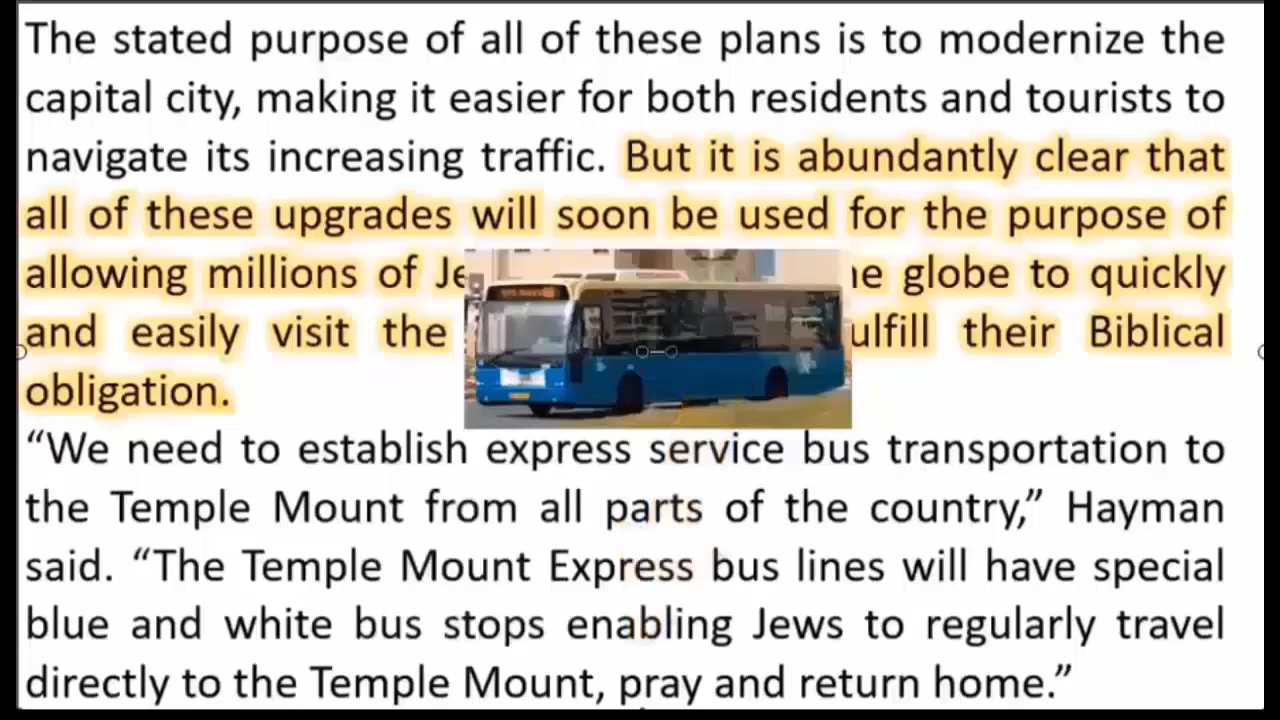 The stated purpose of all of these plans is to modernize the
capital city, making it easier for both residents and tourists to
navigate its increasing traffic. But it is abundantly clear that
all of these upgrades will soon be used for the purpose of
allowing millions of globe to quickly
and easily visit the their Biblical
obligation.
“We need to establish express service bus transportation to
the Temple Mount from all parts of the country,” Hayman
said. “The Temple Mount Express bus lines will have special
blue and white bus stops enabling Jews to regularly travel
directly to the Temple Mount, pray and return home.”